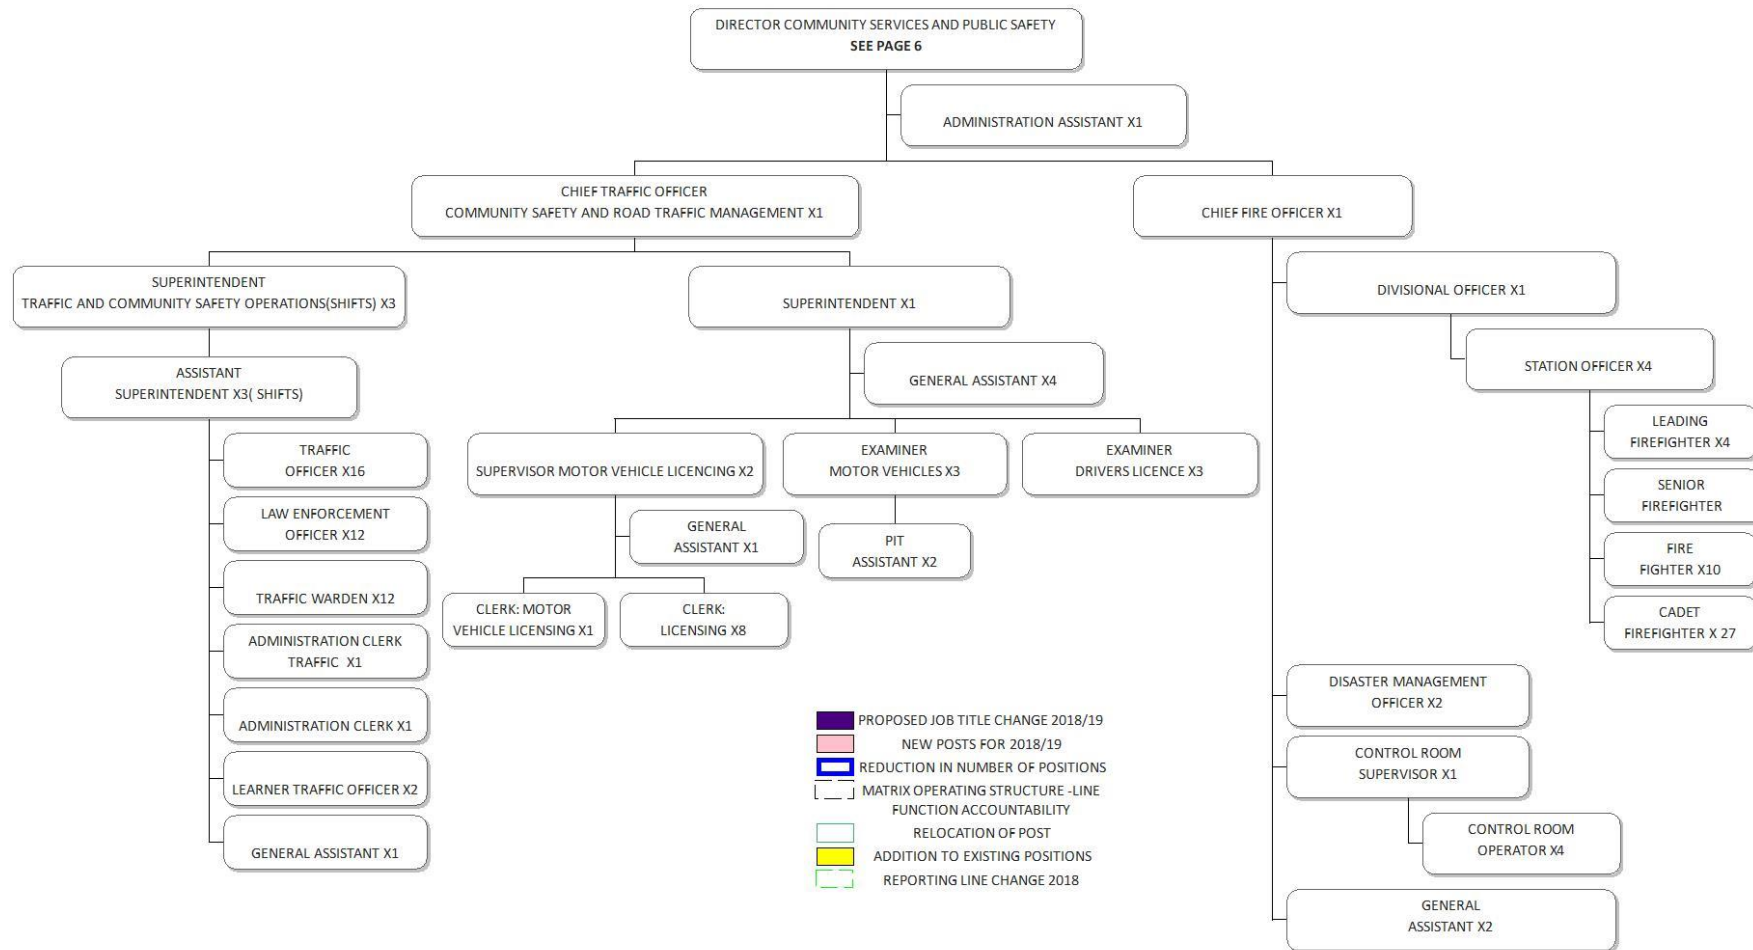 DIRECTOR COMMUNITY SERVICES AND PUBLIC SAFETY
SEE PAGE 6
ADMINISTRATION ASSISTANT X1
CHIEF TRAFFIC OFFICER
COMMUNITY SAFETY AND ROAD TRAFFIC MANAGEMENT X1
CHIEF FIRE OFFICER X1
SUPERINTENDENT
TRAFFIC AND COMMUNITY SAFETY OPERATIONS(SHIFTS) X3
SUPERINTENDENT X1
DIVISIONAL OFFICER X1
ASSISTANT
SUPERINTENDENT X3( SHIFTS)
GENERAL ASSISTANT X4
STATION OFFICER X4
TRAFFIC
OFFICER X16
LAW ENFORCEMENT
OFFICER X12
TRAFFIC WARDEN X12
ADMINISTRATION CLERK
TRAFFIC  X1
ADMINISTRATION CLERK X1
LEARNER TRAFFIC OFFICER X2
GENERAL ASSISTANT X1
SUPERVISOR MOTOR VEHICLE LICENCING X2
EXAMINER
MOTOR VEHICLES X3
EXAMINER
DRIVERS LICENCE X3
GENERAL
ASSISTANT X1
PIT
ASSISTANT X2
CLERK: MOTOR
VEHICLE LICENSING X1
CLERK:
LICENSING X8
LEADING
FIREFIGHTER X4
SENIOR
FIREFIGHTER
FIRE
FIGHTER X10
CADET
FIREFIGHTER X 27
DISASTER MANAGEMENT
OFFICER X2
CONTROL ROOM
SUPERVISOR X1
CONTROL ROOM
OPERATOR X4
GENERAL
ASSISTANT X2
PROPOSED JOB TITLE CHANGE 2018/19
NEW POSTS FOR 2018/19
REDUCTION IN NUMBER OF POSITIONS
MATRIX OPERATING STRUCTURE -LINE
FUNCTION ACCOUNTABILITY
RELOCATION OF POST
ADDITION TO EXISTING POSITIONS
REPORTING LINE CHANGE 2018